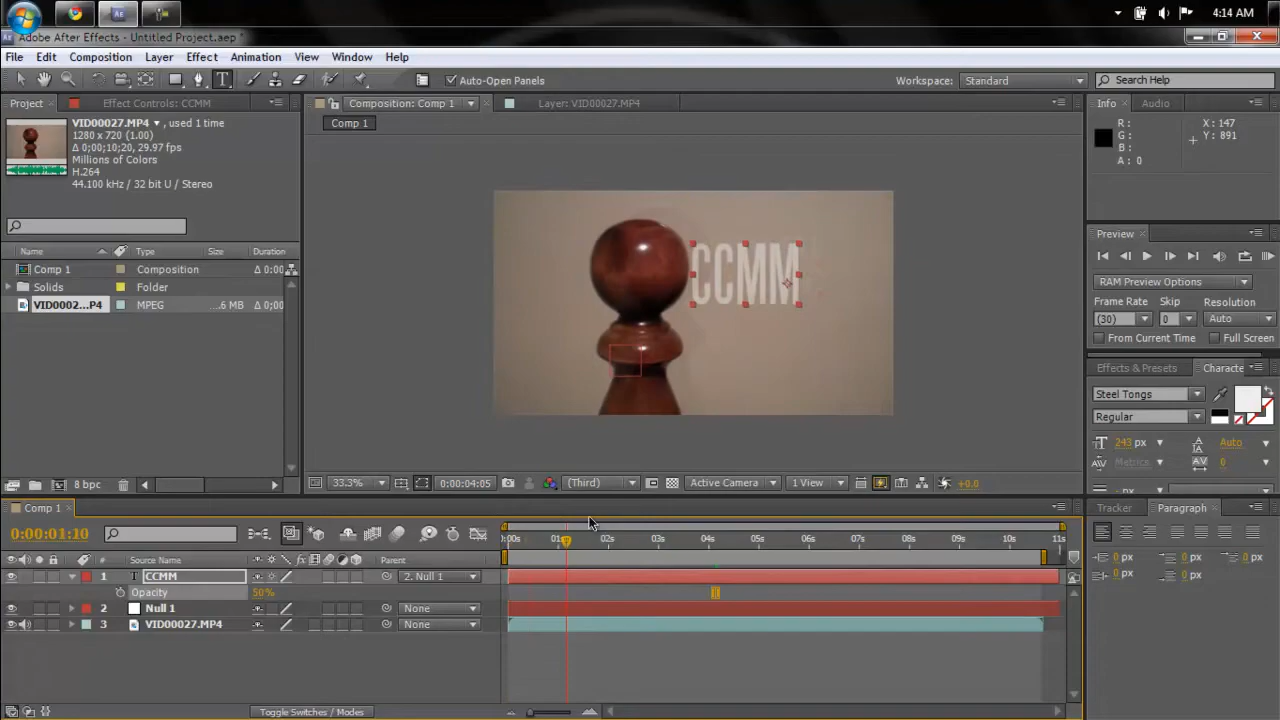 4:14 AM
Adobe After Effects - Untitled Project.aep *
File Edit Composition Layer Effect Animation View Window Help
T Auto-Open Panels Workspace: Standard Search Help
Project Effect Controls: CCMM Composition: Comp 1 Layer: VID00027.MP4 Info Audio
Comp 1
VID00027.MP4 , used 1 time
1280 x 720 (1.00)
Δ 0;00;10;20, 29.97 fps
Millions of Colors
H.264
44.100 kHz / 32 bit U / Stereo
R :
G :
B :
A : 0
X : 147
Y : 891
CCMM
Name Type Size Duration
Comp 1 Composition Δ 0:00
Solids Folder
VID0002...P4 MPEG ...6 MB Δ 0;00
Preview
RAM Preview Options
Frame Rate Skip Resolution
(30) 0 Auto
From Current Time Full Screen
Effects & Presets Characte
Steel Tongs
Regular
243 px Auto
Metrics 0
- px
8 bpc
33.3% 0:00:04:05 (Third) Active Camera 1 View +0.0
Comp 1
0:00:01:10
):00s 01 02s 03s 04s 05s 06s 07s 08s 09s 10s 11s
Source Name Parent
1 T CCMM 2. Null 1
Opacity 50%
2 Null 1 None
3 VID00027.MP4 None
Toggle Switches / Modes
Tracker Paragraph
0 px 0 px 0 px
0 px 0 px